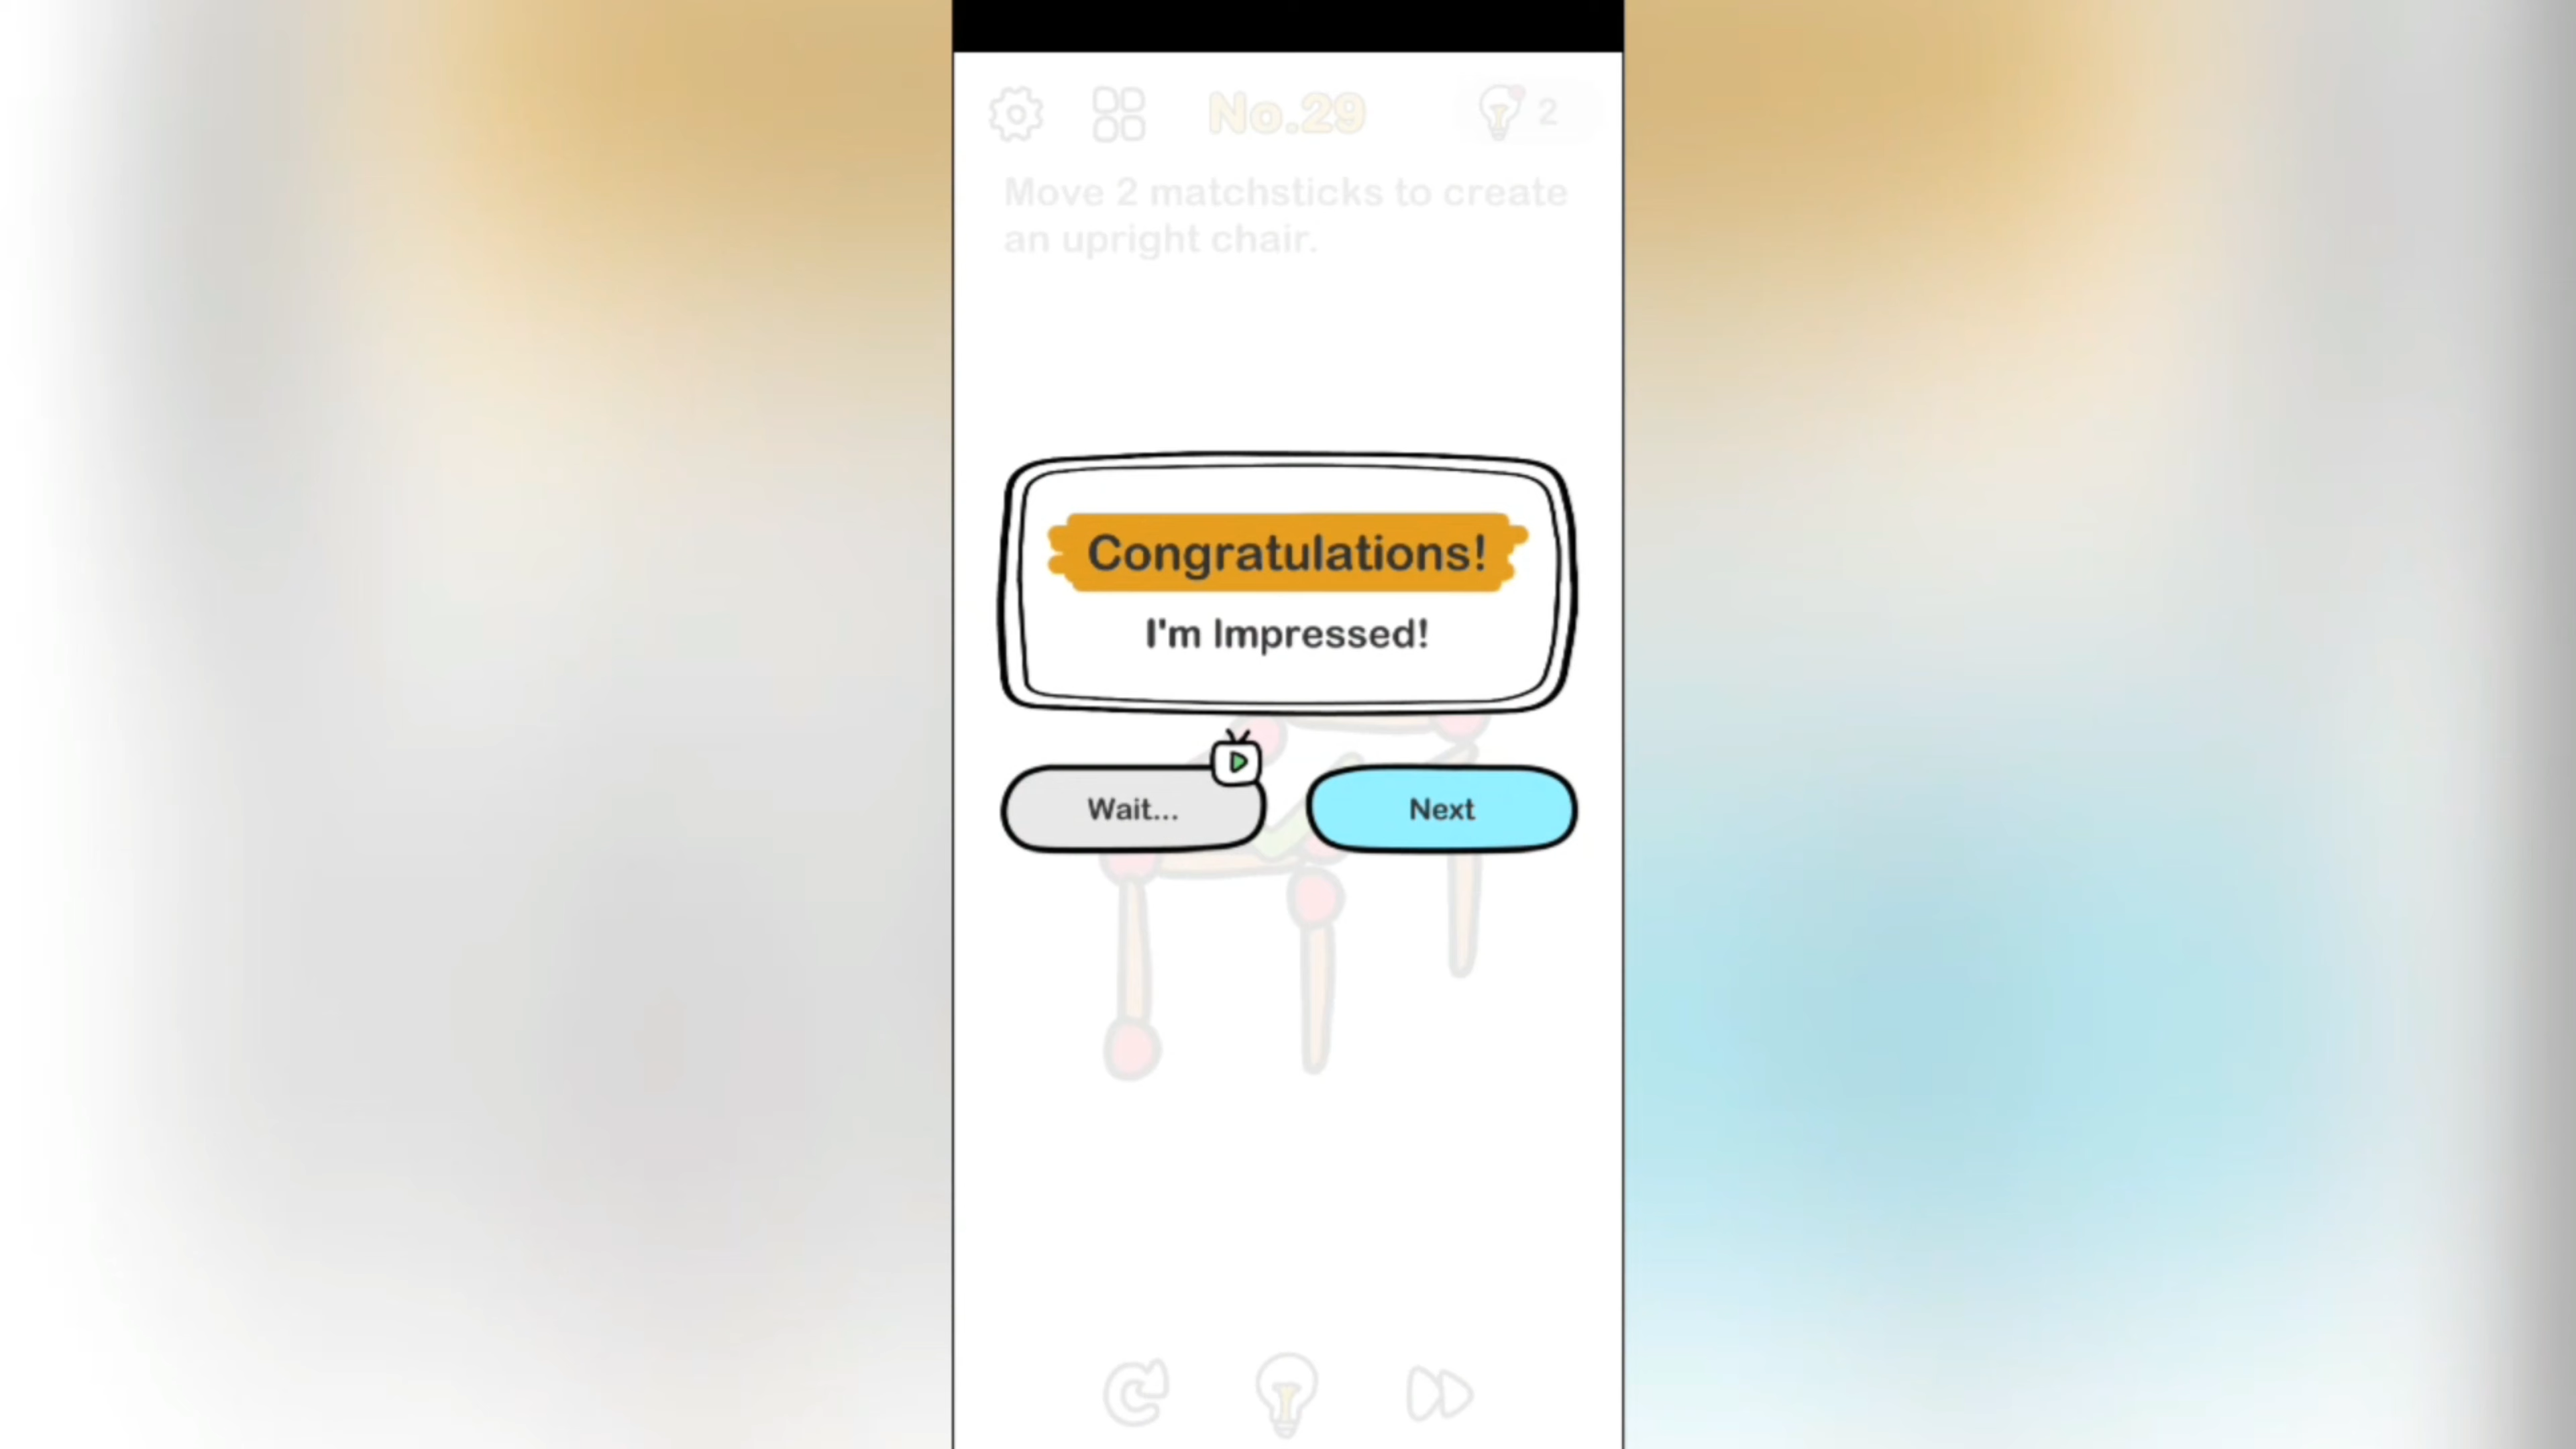 No.29
2
Move 2 matchsticks to create
an upright chair.
Congratulations!
I'm Impressed!
Wait...
Next